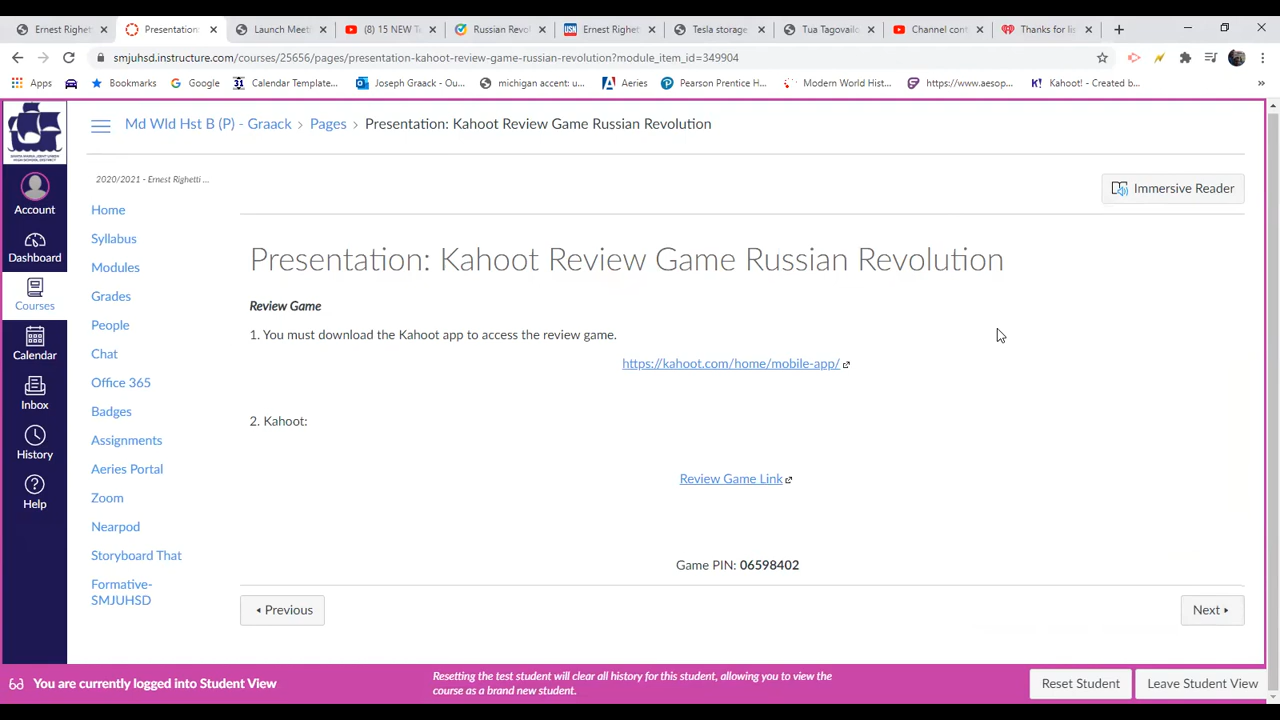 Ernest Righet
Presentation:
Launch Meeti
(8) 15 NEW T
Russian Revol
Ernest Righet
Tesla storage,
Tua Tagovailo
Channel cont
Thanks for lis
smjuhsd.instructure.com/courses/25656/pages/presentation-kahoot-review-game-russian-revolution?module_item_id=349904
Apps
Bookmarks
Google
Calendar Templates...
Joseph Graack - Ou...
michigan accent: u...
Aeries
Pearson Prentice H...
Modern World Hist...
https://www.aesop...
Kahoot! - Created b...
Md Wld Hst B (P) - Graack > Pages > Presentation: Kahoot Review Game Russian Revolution
2020/2021 - Ernest Righetti ...
Immersive Reader
Account
Dashboard
Courses
Calendar
Inbox
History
Help
Home
Syllabus
Modules
Grades
People
Chat
Office 365
Badges
Assignments
Aeries Portal
Zoom
Nearpod
Storyboard That
Formative-
SMJUHSD
Presentation: Kahoot Review Game Russian Revolution
Review Game
1. You must download the Kahoot app to access the review game.
https://kahoot.com/home/mobile-app/
2. Kahoot:
Review Game Link
Game PIN: 06598402
Previous
Next
You are currently logged into Student View
Resetting the test student will clear all history for this student, allowing you to view the
course as a brand new student.
Reset Student
Leave Student View